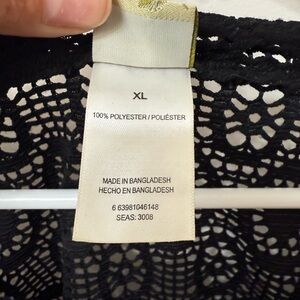 XL
100% POLYESTER / POLIÉSTER
MADE IN BANGLADESH
HECHO EN BANGLADESH
6 63981046148
SEAS: 3008